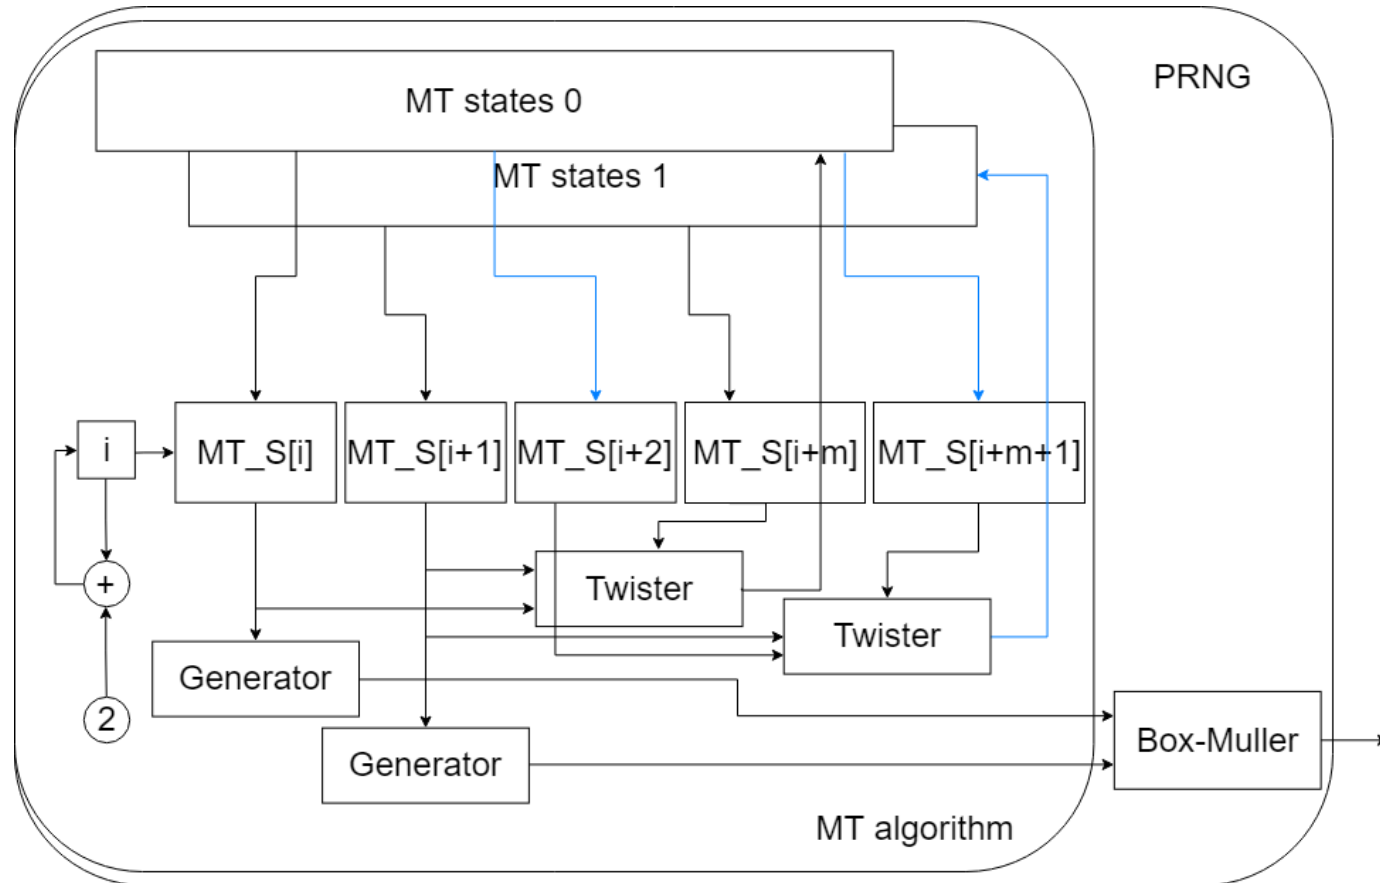 PRNG
MT states 0
MT states 1
i
MT_S[i]
MT_S[i+1]
MT_S[i+2]
MT_S[i+m]
MT_S[i+m+1]
+
Twister
Twister
Generator
2
Generator
Box-Muller
MT algorithm